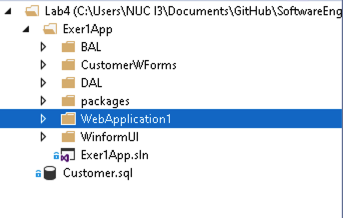 Lab4 (C:\Users\NUC I3\Documents\GitHub\SoftwareEng
Exer1App
BAL
CustomerWForms
DAL
packages
WebApplication1
WinformUI
Exer1App.sln
Customer.sql